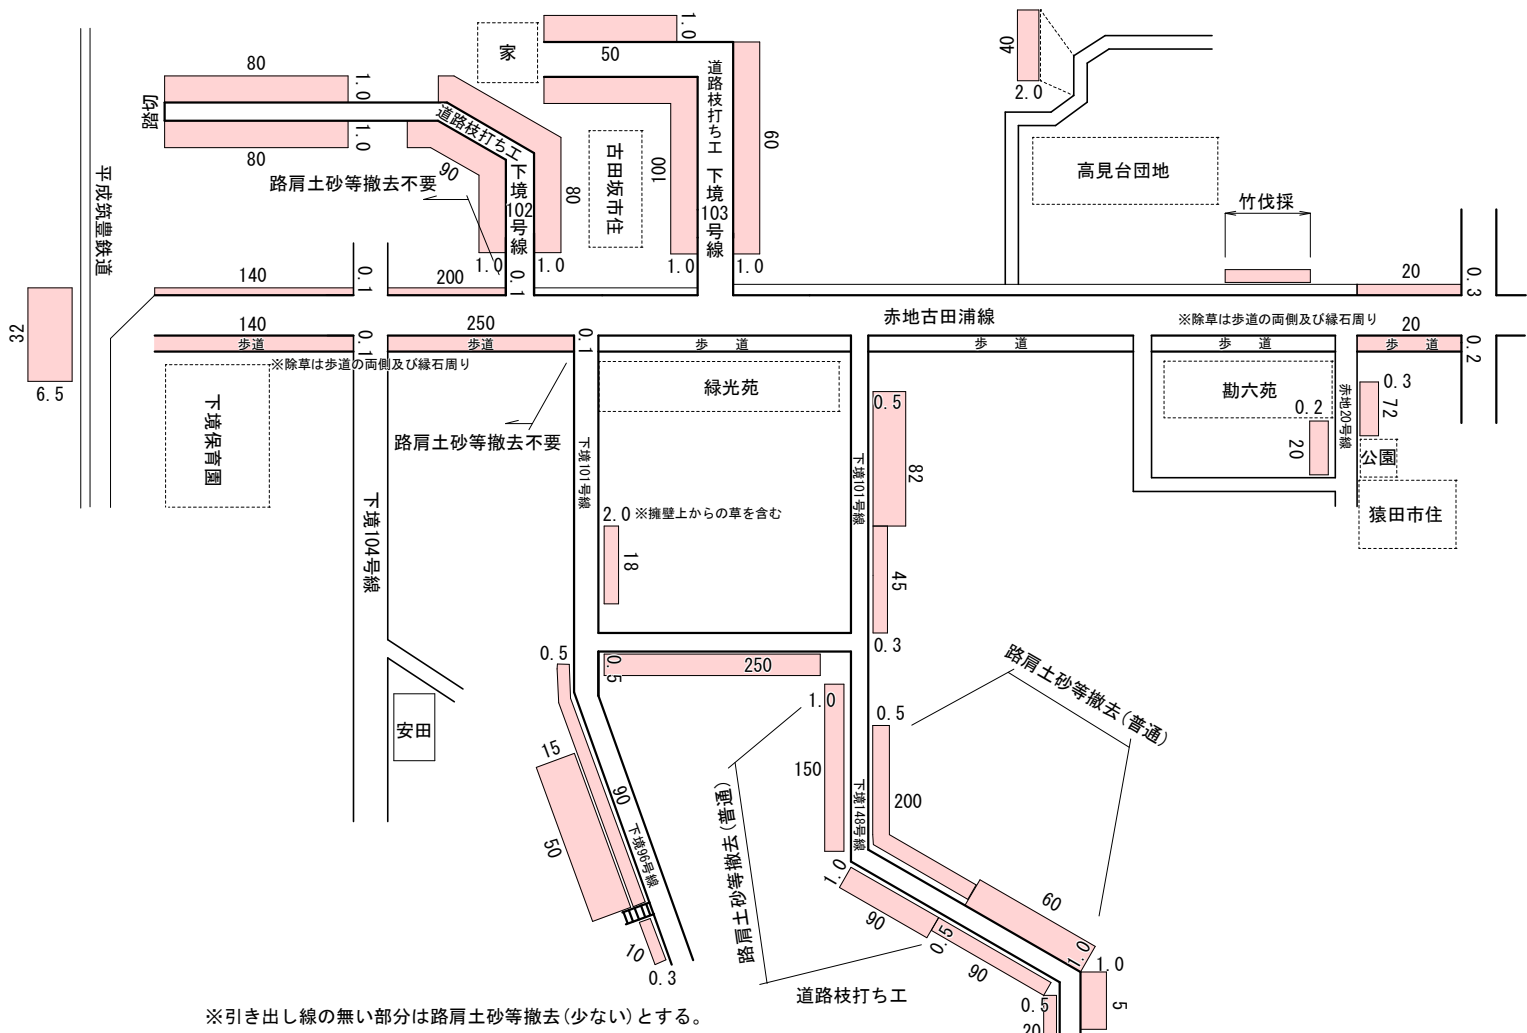 家
1.0
50
80
1.0
踏切
1.0
80
90
道路枝打ち工
下境102号線
路肩土砂等撤去不要
平成筑豊鉄道
古田坂市住
80
100
道路枝打ち工
下境103号線
60
40
2.0
高見台団地
竹伐採
1.0
1.0
1.0
1.0
140
0.1
200
0.1
20
0.3
赤地古田浦線
※除草は歩道の両側及び縁石周り
32
6.5
140
歩道
0.1
250
歩道
0.1
歩　道
歩　道
歩　道
20
歩　道
0.2
※除草は歩道の両側及び縁石周り
下境保育園
路肩土砂等撤去不要
緑光苑
勘六苑
0.2
20
赤地20号線
0.3
72
公園
猿田市住
下境104号線
下境101号線
2.0
※擁壁上からの草を含む
18
下境101号線
0.5
82
45
0.3
安田
0.5
0.5
250
15
50
90
下境96号線
10
0.3
1.0
150
路肩土砂等撤去(普通)
下境148号線
0.5
200
路肩土砂等撤去(普通)
60
1.0
1.0
5
1.0
90
0.5
90
0.5
20
道路枝打ち工
※引き出し線の無い部分は路肩土砂等撤去(少ない)とする。